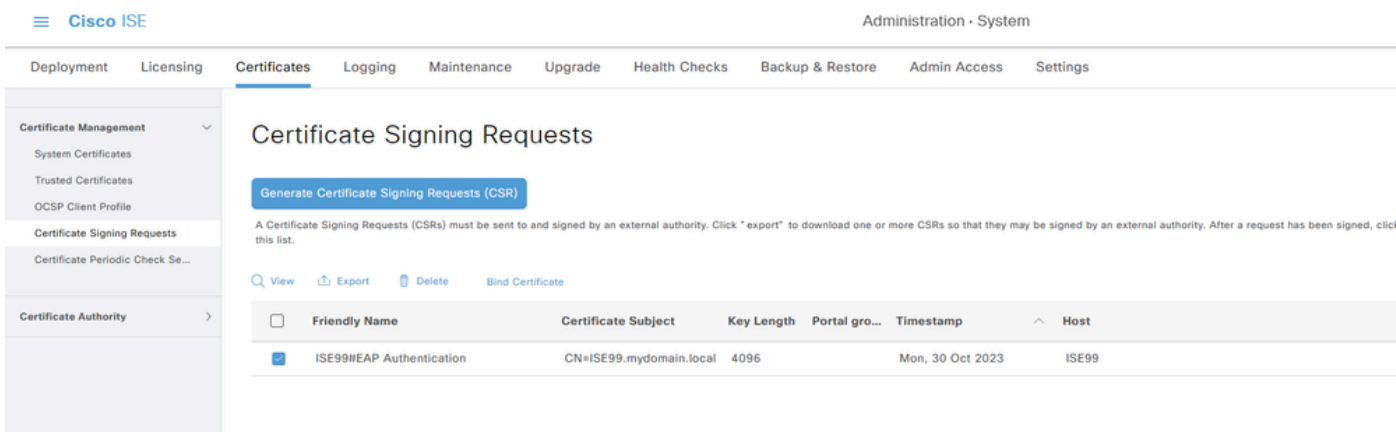 Cisco ISE
Administration · System
Deployment Licensing Certificates Logging Maintenance Upgrade Health Checks Backup & Restore Admin Access Settings
Certificate Management
System Certificates
Trusted Certificates
OCSP Client Profile
Certificate Signing Requests
Certificate Periodic Check Se...
Certificate Authority
Certificate Signing Requests
Generate Certificate Signing Requests (CSR)
A Certificate Signing Requests (CSRs) must be sent to and signed by an external authority. Click "export" to download one or more CSRs so that they may be signed by an external authority. After a request has been signed, click
this list.
View Export Delete Bind Certificate
Friendly Name Certificate Subject Key Length Portal gro... Timestamp Host
ISE99#EAP Authentication CN=ISE99.mydomain.local 4096 Mon, 30 Oct 2023 ISE99